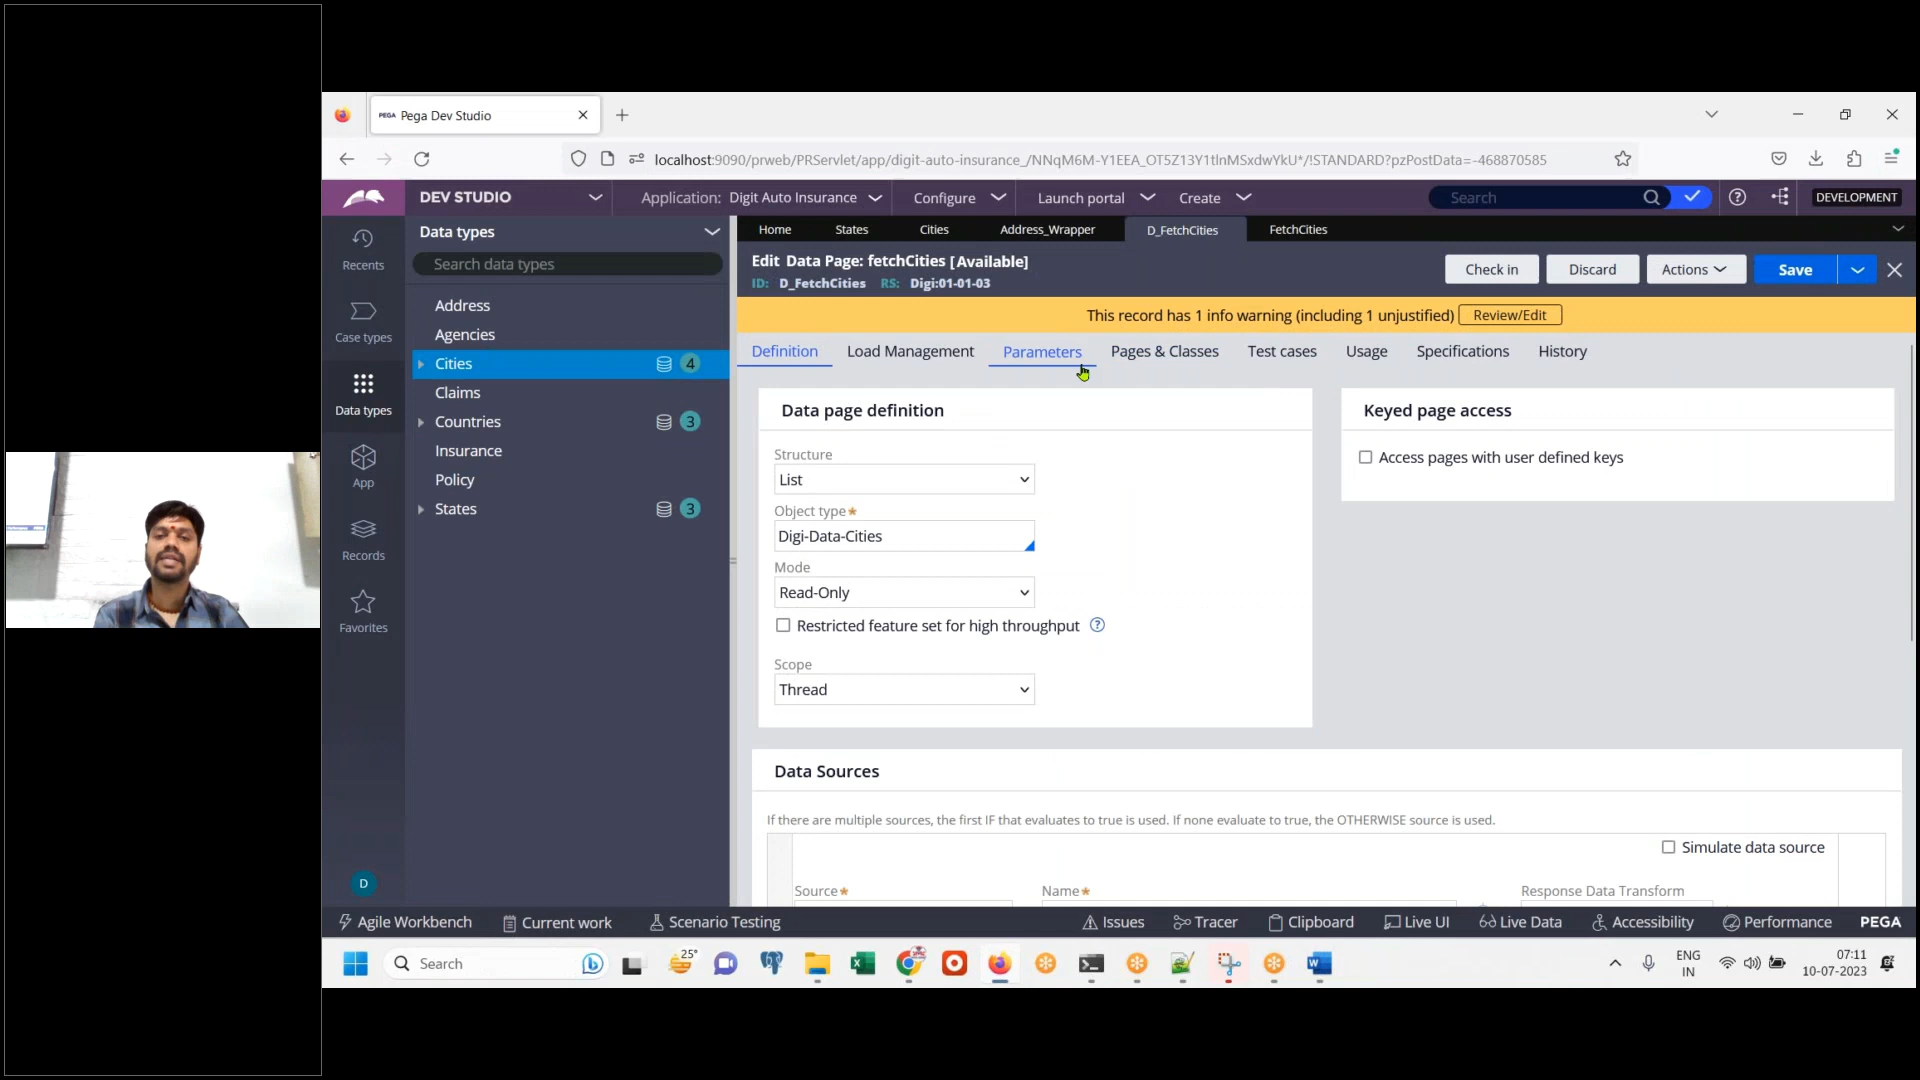 PEGA Pega Dev Studio
localhost:9090/prweb/PRServlet/app/digit-auto-insurance_/NNqM6M-Y1EEA_OT5Z13Y1tlnMSxdwYkU*/!STANDARD?pzPostData=-468870585
DEV STUDIO
Application: Digit Auto Insurance
Configure
Launch portal
Create
Search
DEVELOPMENT
Recents
Case types
Data types
App
Records
Favorites
D
Data types
Search data types
Address
Agencies
Cities 4
Claims
Countries 3
Insurance
Policy
States 3
Home States Cities Address_Wrapper D_FetchCities FetchCities
Edit Data Page: fetchCities [Available]
ID: D_FetchCities RS: Digi:01-01-03
Check in Discard Actions Save
This record has 1 info warning (including 1 unjustified) Review/Edit
Definition Load Management Parameters Pages & Classes Test cases Usage Specifications History
Data page definition
Structure
List
Object type*
Digi-Data-Cities
Mode
Read-Only
Restricted feature set for high throughput ?
Scope
Thread
Keyed page access
Access pages with user defined keys
Data Sources
If there are multiple sources, the first IF that evaluates to true is used. If none evaluate to true, the OTHERWISE source is used.
Simulate data source
Source* Name* Response Data Transform
Agile Workbench Current work Scenario Testing Issues Tracer Clipboard Live UI Live Data Accessibility Performance PEGA
Search
25°
ENG
IN
07:11
10-07-2023